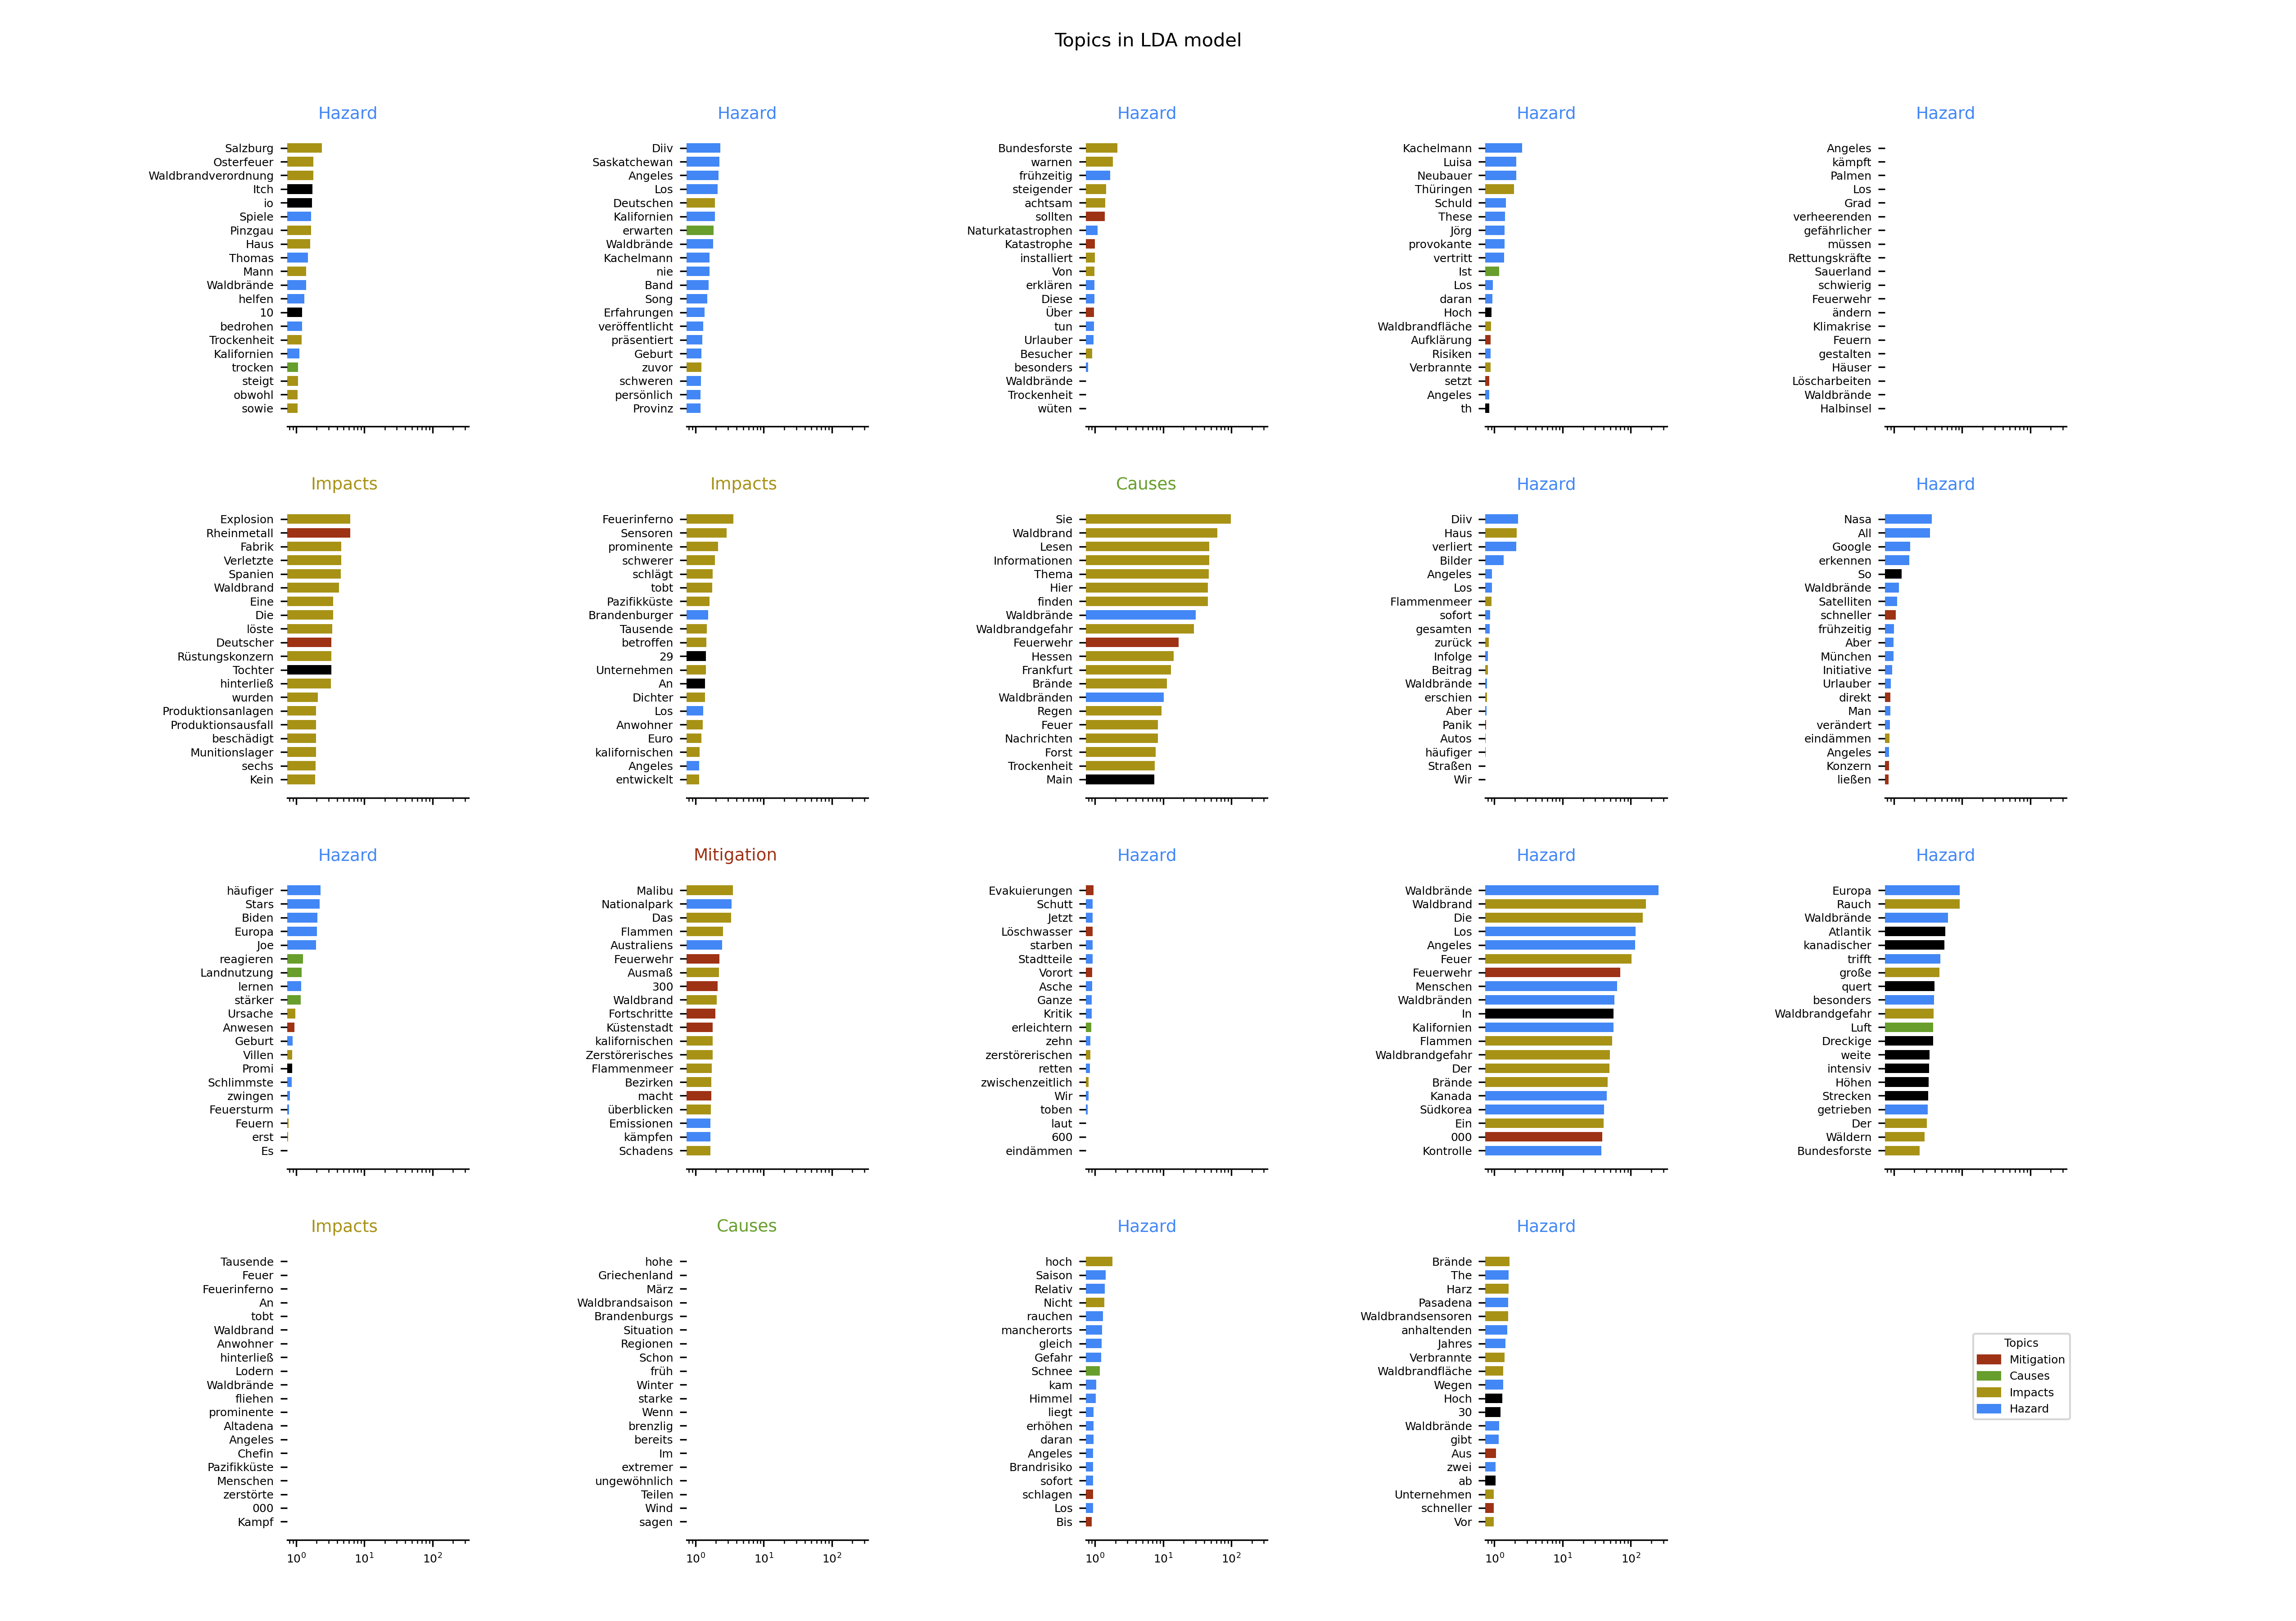 Topics in LDA model
Hazard
Salzburg
Osterfeuer
Waldbrandverordnung
Itch
io
Spiele
Pinzgau
Haus
Thomas
Mann
Waldbrände
helfen
10
bedrohen
Trockenheit
Kalifornien
trocken
steigt
obwohl
sowie
Hazard
Diiv
Saskatchewan
Angeles
Los
Deutschen
Kalifornien
erwarten
Waldbrände
Kachelmann
nie
Band
Song
Erfahrungen
veröffentlicht
präsentiert
Geburt
zuvor
schweren
persönlich
Provinz
Hazard
Bundesforste
warnen
frühzeitig
steigender
achtsam
sollten
Naturkatastrophen
Katastrophe
installiert
Von
erklären
Diese
Über
tun
Urlauber
Besucher
besonders
Waldbrände
Trockenheit
wüten
Hazard
Kachelmann
Luisa
Neubauer
Thüringen
Schuld
These
Jörg
provokante
vertritt
Ist
Los
daran
Hoch
Waldbrandfläche
Aufklärung
Risiken
Verbrannte
setzt
Angeles
th
Hazard
Angeles
kämpft
Palmen
Los
Grad
verheerenden
gefährlicher
müssen
Rettungskräfte
Sauerland
schwierig
Feuerwehr
ändern
Klimakrise
Feuern
gestalten
Häuser
Löscharbeiten
Waldbrände
Halbinsel
Impacts
Explosion
Rheinmetall
Fabrik
Verletzte
Spanien
Waldbrand
Eine
Die
löste
Deutscher
Rüstungskonzern
Tochter
hinterließ
wurden
Produktionsanlagen
Produktionsausfall
beschädigt
Munitionslager
sechs
Kein
Impacts
Feuerinferno
Sensoren
prominente
schwerer
schlägt
tobt
Pazifikküste
Brandenburger
Tausende
betroffen
29
Unternehmen
An
Dichter
Los
Anwohner
Euro
kalifornischen
Angeles
entwickelt
Causes
Sie
Waldbrand
Lesen
Informationen
Thema
Hier
finden
Waldbrände
Waldbrandgefahr
Feuerwehr
Hessen
Frankfurt
Brände
Waldbränden
Regen
Feuer
Nachrichten
Forst
Trockenheit
Main
Hazard
Diiv
Haus
verliert
Bilder
Angeles
Los
Flammenmeer
sofort
gesamten
zurück
Infolge
Beitrag
Waldbrände
erschien
Aber
Panik
Autos
häufiger
Straßen
Wir
Hazard
Nasa
All
Google
erkennen
So
Waldbrände
Satelliten
schneller
frühzeitig
Aber
München
Initiative
Urlauber
direkt
Man
verändert
eindämmen
Angeles
Konzern
ließen
Hazard
häufiger
Stars
Biden
Europa
Joe
reagieren
Landnutzung
lernen
stärker
Ursache
Anwesen
Geburt
Villen
Promi
Schlimmste
zwingen
Feuersturm
Feuern
erst
Es
Mitigation
Malibu
Nationalpark
Das
Flammen
Australiens
Feuerwehr
Ausmaß
300
Waldbrand
Fortschritte
Küstenstadt
kalifornischen
Zerstörerisches
Flammenmeer
Bezirken
macht
überblicken
Emissionen
kämpfen
Schadens
Hazard
Evakuierungen
Schutt
Jetzt
Löschwasser
starben
Stadtteile
Vorort
Asche
Ganze
Kritik
erleichtern
zehn
zerstörerischen
retten
zwischenzeitlich
Wir
toben
laut
600
eindämmen
Hazard
Waldbrände
Waldbrand
Die
Los
Angeles
Feuer
Feuerwehr
Menschen
Waldbränden
In
Kalifornien
Flammen
Waldbrandgefahr
Der
Brände
Kanada
Südkorea
Ein
000
Kontrolle
Hazard
Europa
Rauch
Waldbrände
Atlantik
kanadischer
trifft
große
quert
besonders
Waldbrandgefahr
Luft
Dreckige
weite
intensiv
Höhen
Strecken
getrieben
Der
Wäldern
Bundesforste
Impacts
Tausende
Feuer
Feuerinferno
An
tobt
Waldbrand
Anwohner
hinterließ
Lodern
Waldbrände
fliehen
prominente
Altadena
Angeles
Chefin
Pazifikküste
Menschen
zerstörte
000
Kampf
10⁰ 10¹ 10²
Causes
hohe
Griechenland
März
Waldbrandsaison
Brandenburgs
Situation
Regionen
Schon
früh
Winter
starke
Wenn
brenzlig
bereits
Im
extremer
ungewöhnlich
Teilen
Wind
sagen
10⁰ 10¹ 10²
Hazard
hoch
Saison
Relativ
Nicht
rauchen
mancherorts
gleich
Gefahr
Schnee
kam
Himmel
liegt
erhöhen
daran
Angeles
Brandrisiko
sofort
schlagen
Los
Bis
10⁰ 10¹ 10²
Hazard
Brände
The
Harz
Pasadena
Waldbrandsensoren
anhaltenden
Jahres
Verbrannte
Waldbrandfläche
Wegen
Hoch
30
Waldbrände
gibt
Aus
zwei
ab
Unternehmen
schneller
Vor
10⁰ 10¹ 10²
Topics
Mitigation
Causes
Impacts
Hazard